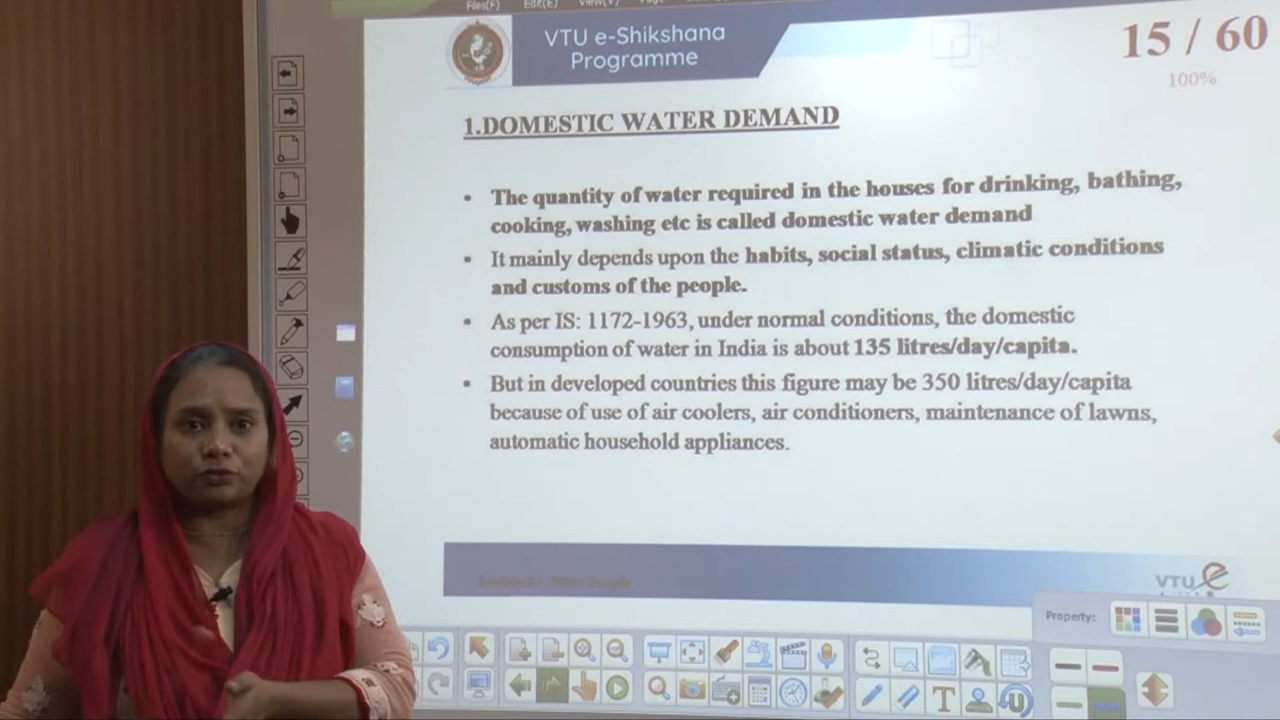 Files(F) Edit(E) View(V) Page
VTU e-Shikshana
Programme
15 / 60
100%
1.DOMESTIC WATER DEMAND
• The quantity of water required in the houses for drinking, bathing,
cooking, washing etc is called domestic water demand
• It mainly depends upon the habits, social status, climatic conditions
and customs of the people.
• As per IS: 1172-1963, under normal conditions, the domestic
consumption of water in India is about 135 litres/day/capita.
• But in developed countries this figure may be 350 litres/day/capita
because of use of air coolers, air conditioners, maintenance of lawns,
automatic household appliances.
VTU e
Property: